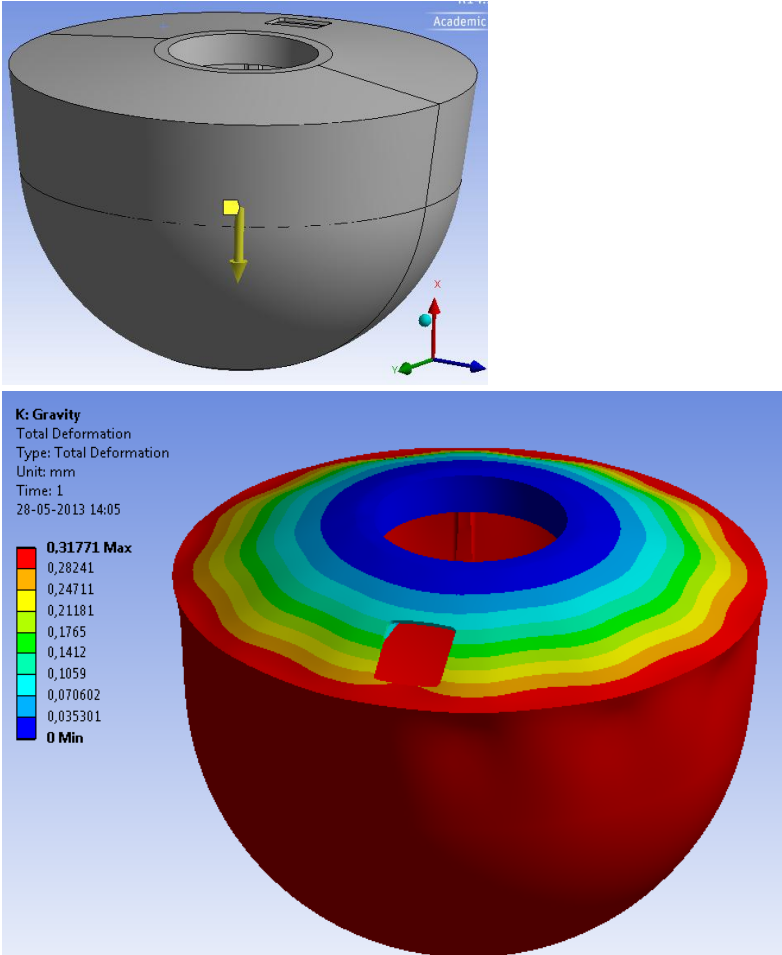 Academic
X
Y
K: Gravity
Total Deformation
Type: Total Deformation
Unit: mm
Time: 1
28-05-2013 14:05
0,31771 Max
0,28241
0,24711
0,21181
0,1765
0,1412
0,1059
0,070602
0,035301
0 Min